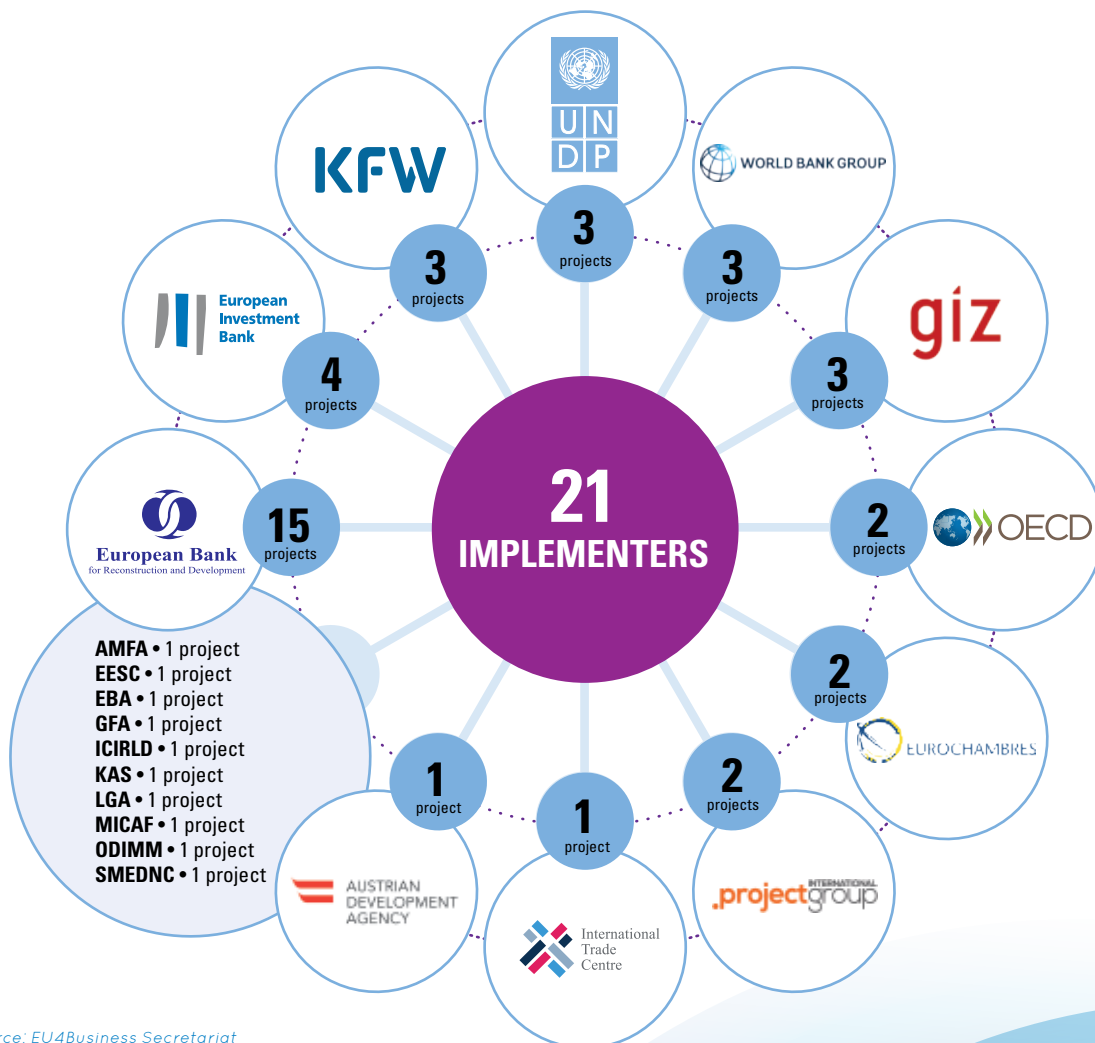 UN
DP
3
projects
KFW
3
projects
WORLD BANK GROUP
3
projects
European
Investment
Bank
4
projects
giz
3
projects
European Bank
for Reconstruction and Development
15
projects
21
IMPLEMENTERS
OECD
2
projects
EUROCHAMBRES
2
projects
.projectgroup
INTERNATIONAL
2
projects
International
Trade
Centre
1
project
AUSTRIAN
DEVELOPMENT
AGENCY
1
project
AMFA • 1 project
EESC • 1 project
EBA • 1 project
GFA • 1 project
ICIRLD • 1 project
KAS • 1 project
LGA • 1 project
MICAF • 1 project
ODIMM • 1 project
SMEDNC • 1 project
rce: EU4Business Secretariat